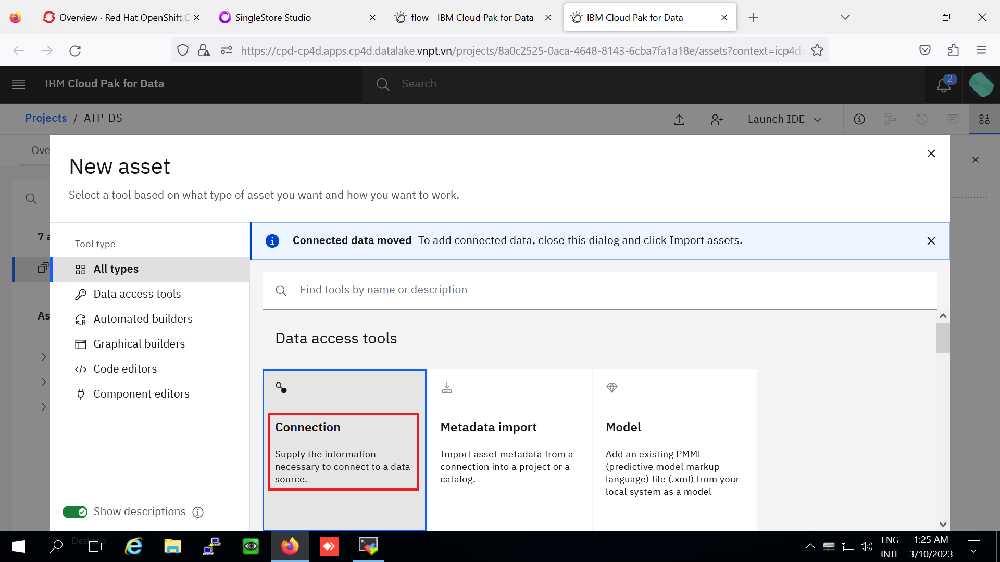 Overview · Red Hat OpenShift C
SingleStore Studio
flow - IBM Cloud Pak for Data
IBM Cloud Pak for Data
https://cpd-cp4d.apps.cp4d.datalake.vnpt.vn/projects/8a0c2525-0aca-4648-8143-6cba7fa1a18e/assets?context=icp4da
IBM Cloud Pak for Data
Search
2
Projects / ATP_DS
Launch IDE
Ove
New asset
Select a tool based on what type of asset you want and how you want to work.
7 a
As
Tool type
All types
Data access tools
Automated builders
Graphical builders
Code editors
Component editors
Show descriptions
Connected data moved To add connected data, close this dialog and click Import assets.
Find tools by name or description
Data access tools
Connection
Supply the information
necessary to connect to a data
source.
Metadata import
Import asset metadata from a
connection into a project or a
catalog.
Model
Add an existing PMML
(predictive model markup
language) file (.xml) from your
local system as a model
Desktop
ENG
INTL
1:25 AM
3/10/2023